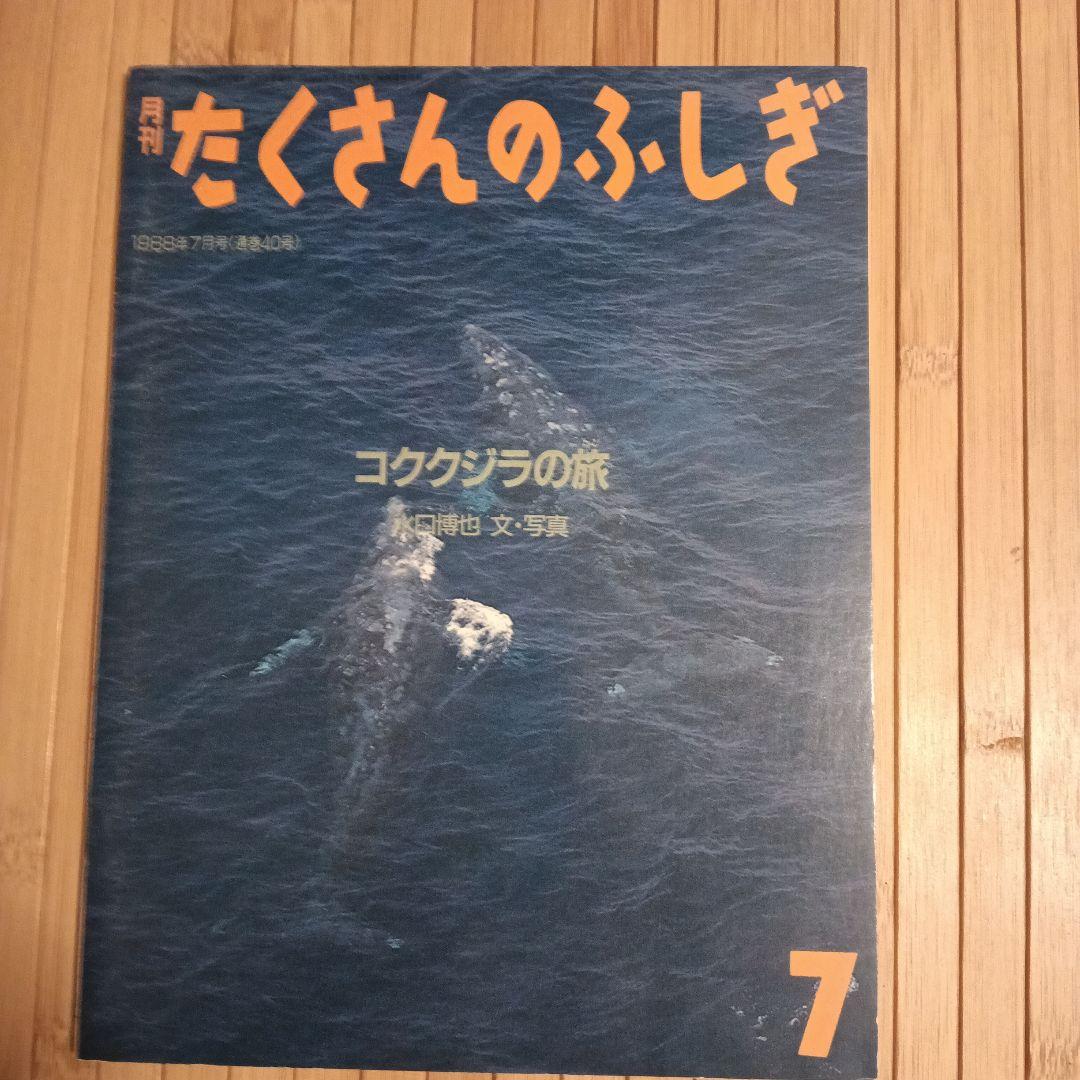 月刊 たくさんのふしぎ
1988年7月号(通巻40号)
コククジラの旅
水口博也 文・写真
7